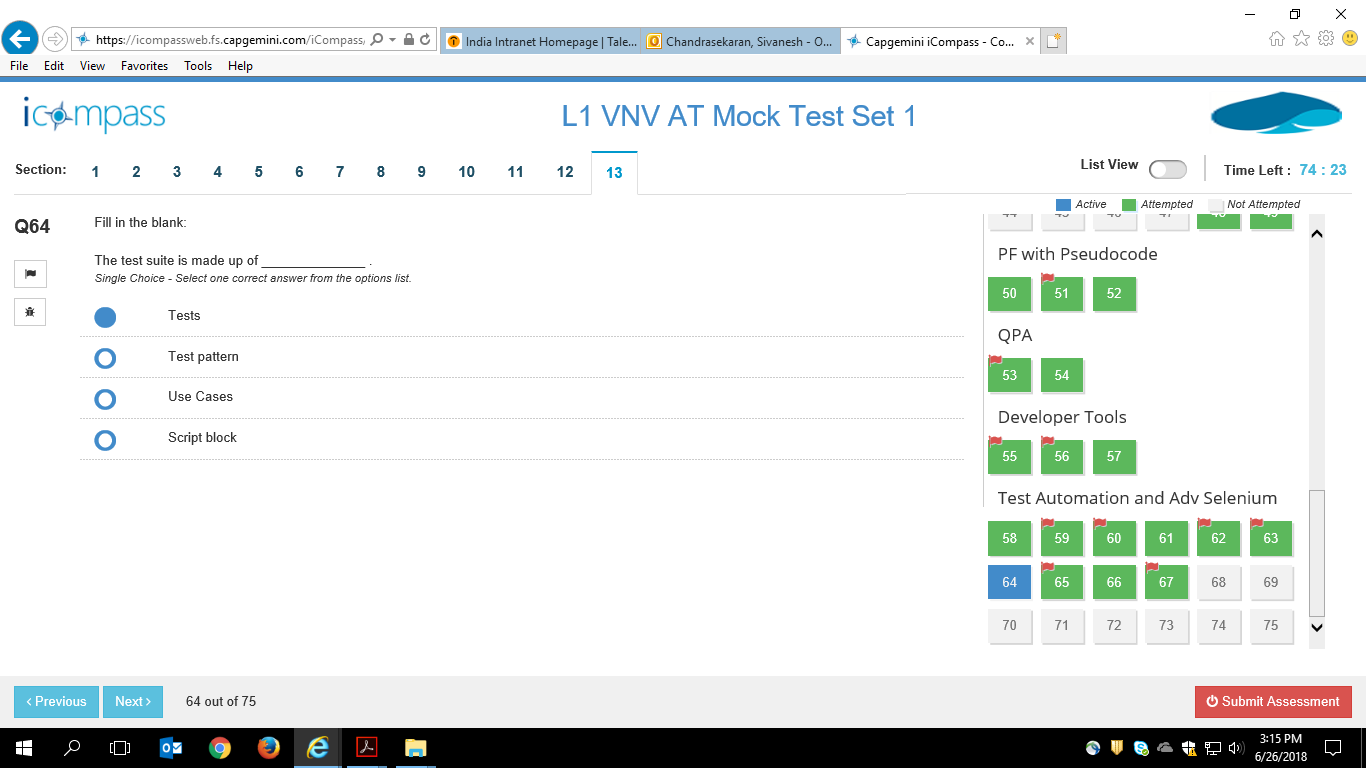 https://icompassweb.fs.capgemini.com/iCompass/
India Intranet Homepage | Tale...
Chandrasekaran, Sivanesh - O...
Capgemini iCompass - Co...
File Edit View Favorites Tools Help
icompass
L1 VNV AT Mock Test Set 1
Section: 1 2 3 4 5 6 7 8 9 10 11 12 13
List View
Time Left : 74 : 23
Active Attempted Not Attempted
Q64
Fill in the blank:
The test suite is made up of ______________ .
Single Choice - Select one correct answer from the options list.
Tests
Test pattern
Use Cases
Script block
44 45 46 47 48 49
PF with Pseudocode
50 51 52
QPA
53 54
Developer Tools
55 56 57
Test Automation and Adv Selenium
58 59 60 61 62 63
64 65 66 67 68 69
70 71 72 73 74 75
Previous
Next
64 out of 75
Submit Assessment
3:15 PM
6/26/2018